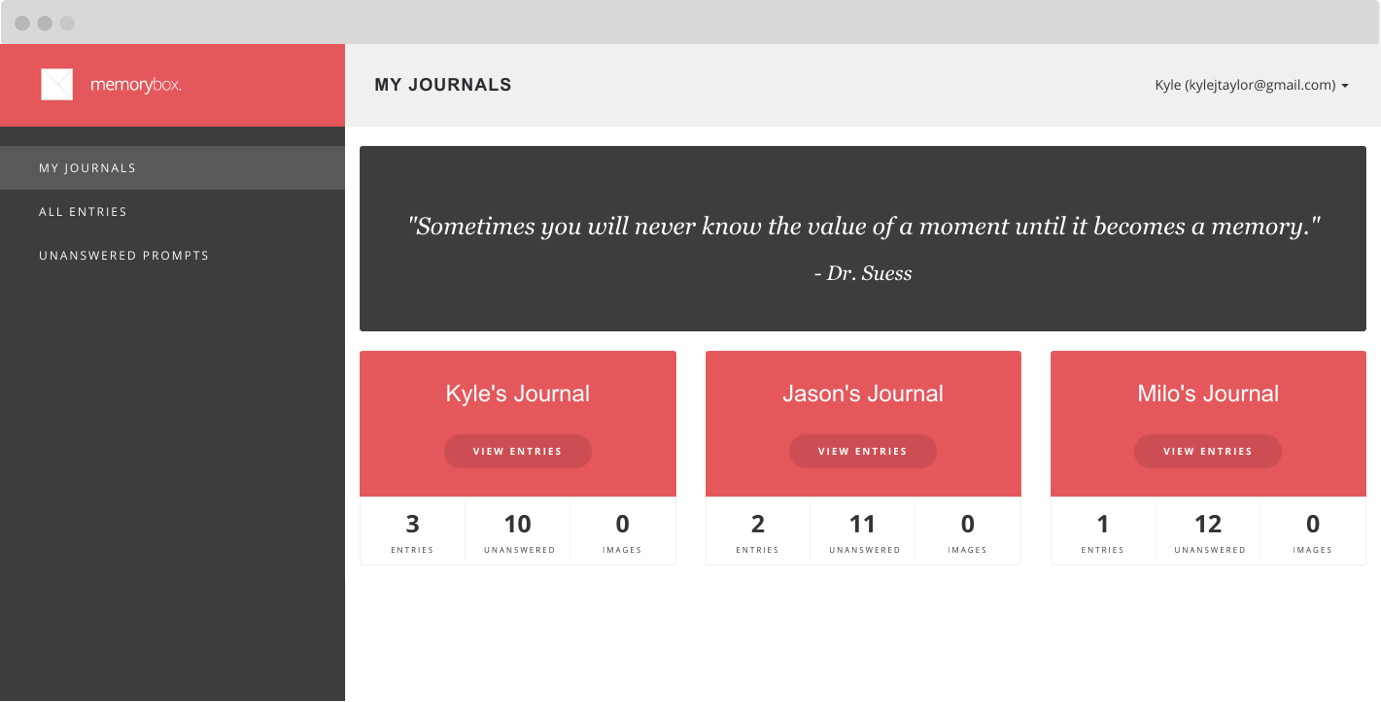 memorybox.
MY JOURNALS
Kyle (kylejtaylor@gmail.com)
MY JOURNALS
ALL ENTRIES
UNANSWERED PROMPTS
"Sometimes you will never know the value of a moment until it becomes a memory."
- Dr. Suess
Kyle's Journal
VIEW ENTRIES
3 10 0
ENTRIES UNANSWERED IMAGES
Jason's Journal
VIEW ENTRIES
2 11 0
ENTRIES UNANSWERED IMAGES
Milo's Journal
VIEW ENTRIES
1 12 0
ENTRIES UNANSWERED IMAGES